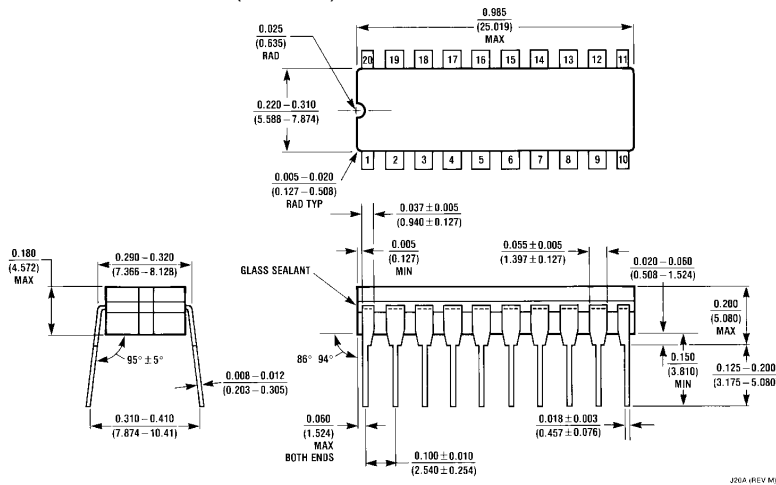 0.985
(25.019)
MAX
0.025
(0.635)
RAD
20 19 18 17 16 15 14 13 12 11
0.220 – 0.310
(5.588 – 7.874)
1 2 3 4 5 6 7 8 9 10
0.005 – 0.020
(0.127 – 0.508)
RAD TYP
0.037 ± 0.005
(0.940 ± 0.127)
0.180
(4.572)
MAX
0.290 – 0.320
(7.366 – 8.128)
0.005
(0.127)
MIN
0.055 ± 0.005
(1.397 ± 0.127)
0.020 – 0.060
(0.508 – 1.524)
GLASS SEALANT
0.200
(5.080)
MAX
95° ± 5°
86° 94°
0.150
(3.810)
MIN
0.125 – 0.200
(3.175 – 5.080
0.008 – 0.012
(0.203 – 0.305)
0.310 – 0.410
(7.874 – 10.41)
0.060
(1.524)
MAX
BOTH ENDS
0.100 ± 0.010
(2.540 ± 0.254)
0.018 ± 0.003
(0.457 ± 0.076)
J20A (REV M)